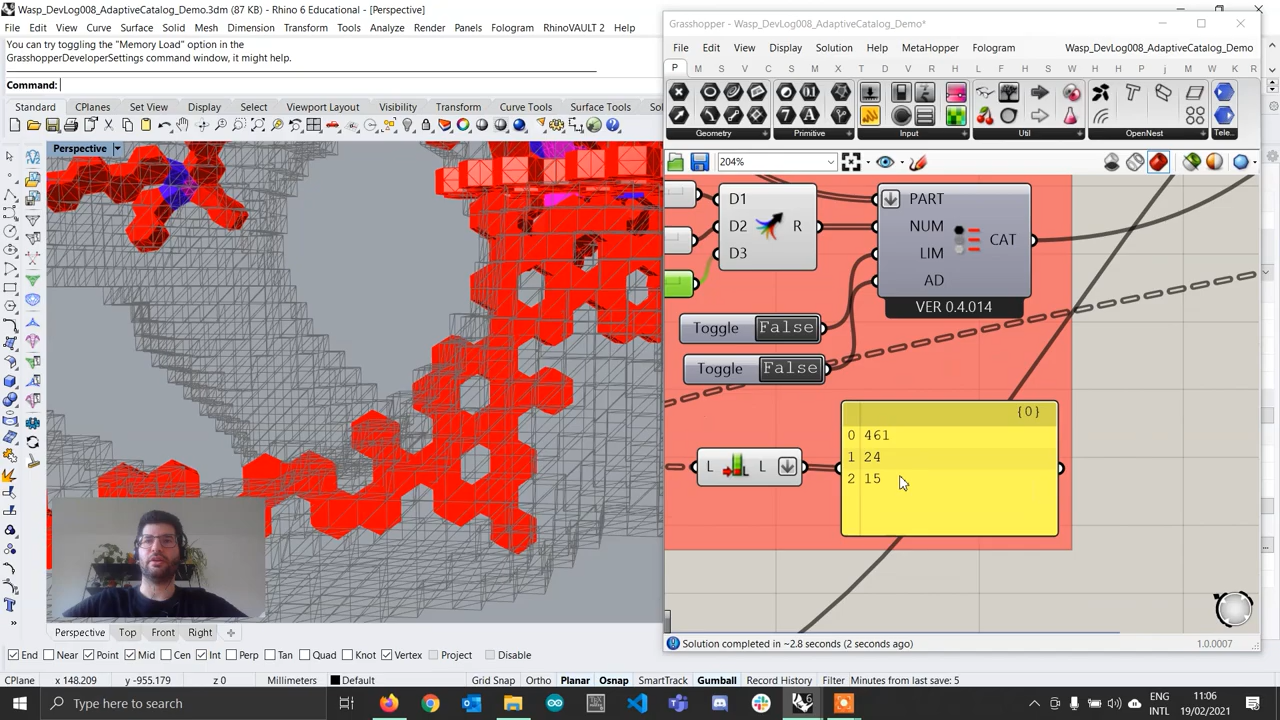 Wasp_DevLog008_AdaptiveCatalog_Demo.3dm (87 KB) - Rhino 6 Educational - [Perspective]
File Edit View Curve Surface Solid Mesh Dimension Transform Tools Analyze Render Panels Fologram RhinoVAULT 2 Help
You can try toggling the "Memory Load" option in the
GrasshopperDeveloperSettings command window, it might help.
Command:
Standard CPlanes Set View Display Select Viewport Layout Visibility Transform Curve Tools Surface Tools So
Perspective
Grasshopper - Wasp_DevLog008_AdaptiveCatalog_Demo*
File Edit View Display Solution Help MetaHopper Fologram Wasp_DevLog008_AdaptiveCatalog_Demo
P M S V C S S M T D V R F H L O K F A D B H S W R A S P j M W E R
Geometry Primitive Input Util OpenNest Tele...
204%
D1
D2 R
D3
PART
NUM
LIM CAT
AD
VER 0.4.014
Toggle False
Toggle False
L L
{0}
0 461
1 24
2 15
Solution completed in ~2.8 seconds (2 seconds ago) 1.0.0007
Perspective Top Front Right
End Near Point Mid Cen Int Perp Tan Quad Knot Vertex Project Disable
CPlane x 148.209 y -955.179 z 0 Millimeters Default Grid Snap Ortho Planar Osnap SmartTrack Gumball Record History Filter Minutes from last save: 5
Type here to search
ENG 11:06
INTL 19/02/2021